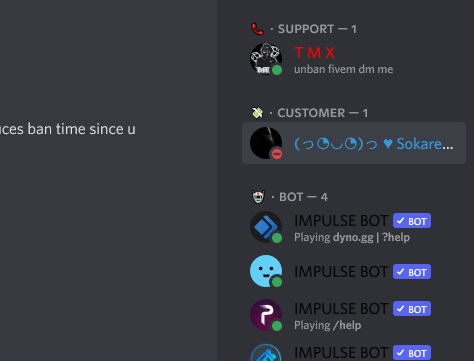 📞 · SUPPORT — 1
T M X
unban fivem dm me
uces ban time since u
💸 · CUSTOMER — 1
(っ◔◡◔)っ ♥ Sokare...
· BOT — 4
IMPULSE BOT ✓ BOT
Playing dyno.gg | ?help
IMPULSE BOT ✓ BOT
IMPULSE BOT ✓ BOT
Playing /help
IMPULSE BOT ✓ BOT